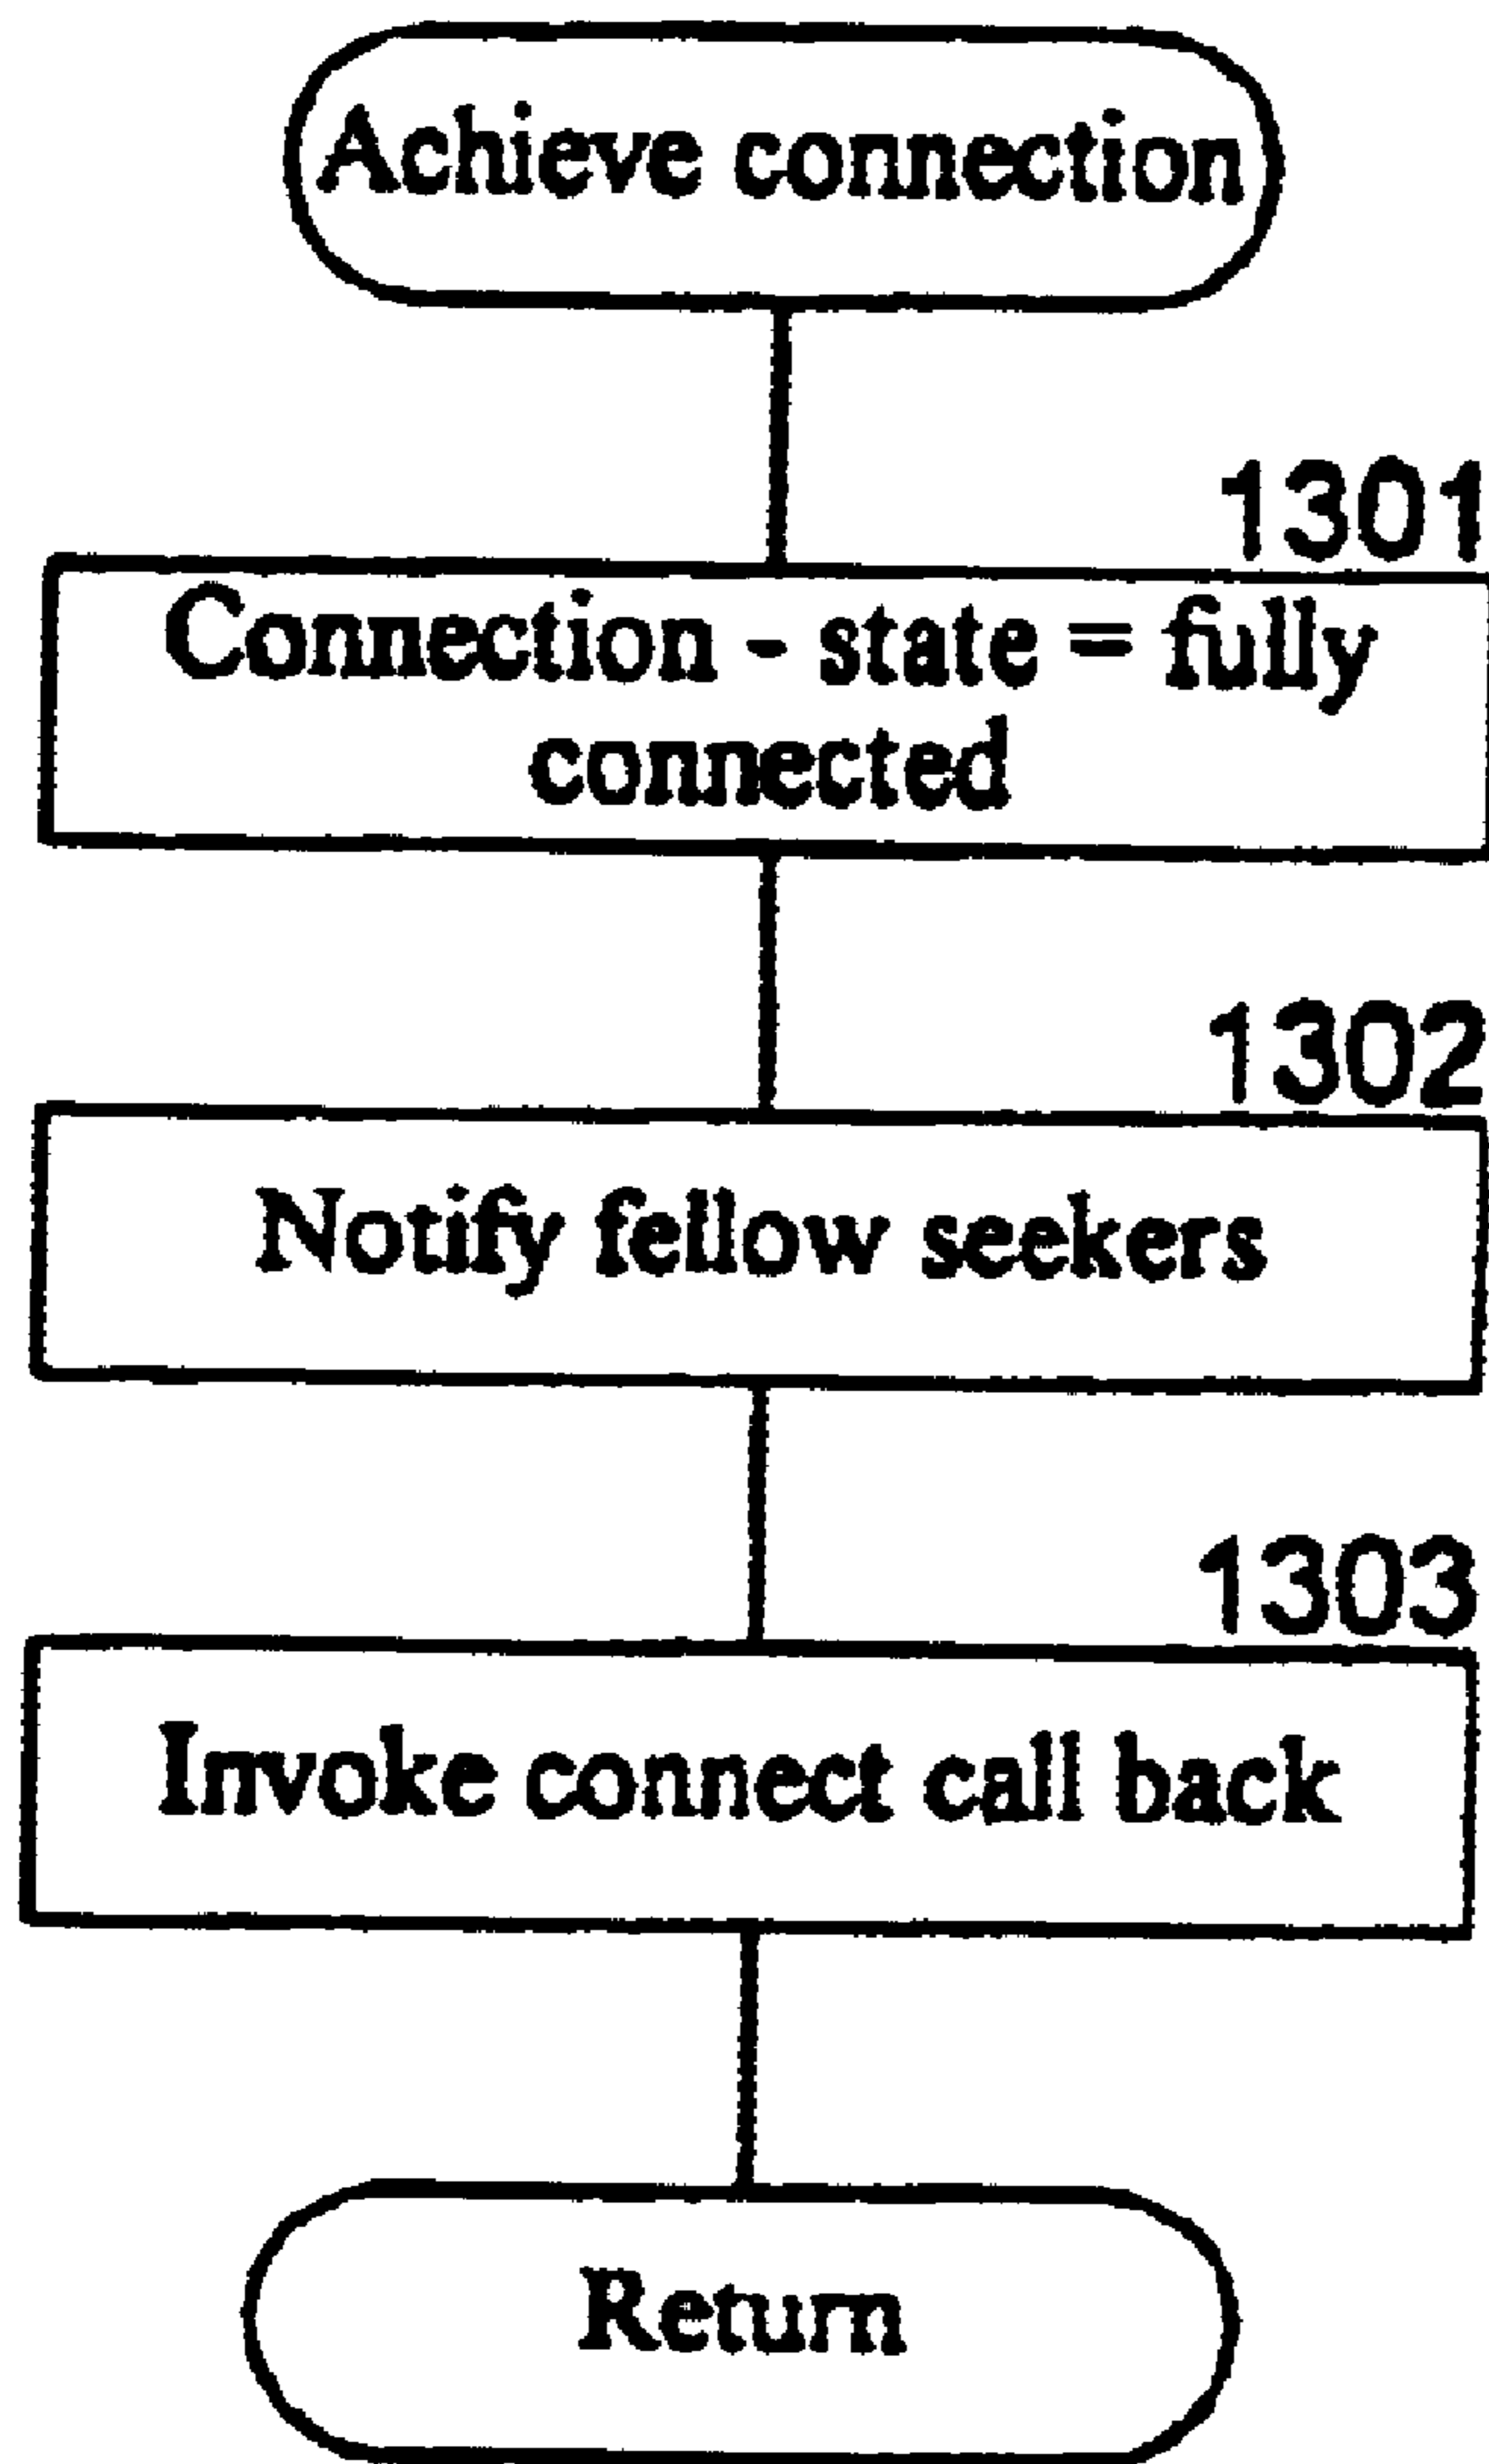 Achieve connection
1301
Connection - state = fully
connected
1302
Notify fellow seekers
1303
Invoke connect call back
Return